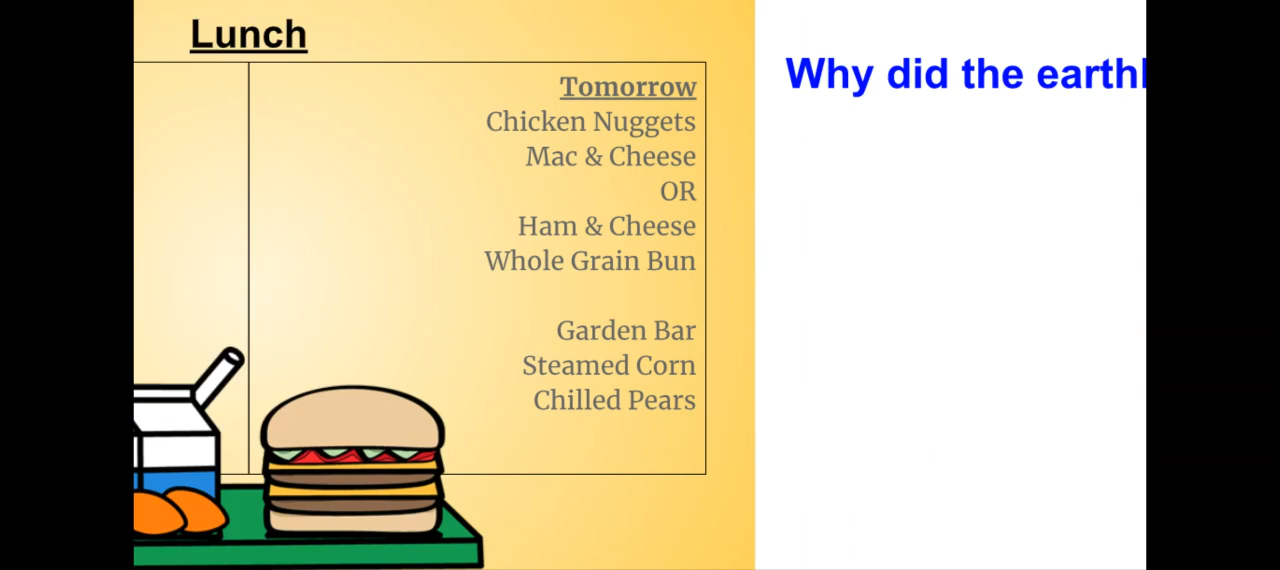 Lunch
Tomorrow
Chicken Nuggets
Mac & Cheese
OR
Ham & Cheese
Whole Grain Bun
Garden Bar
Steamed Corn
Chilled Pears
Why did the